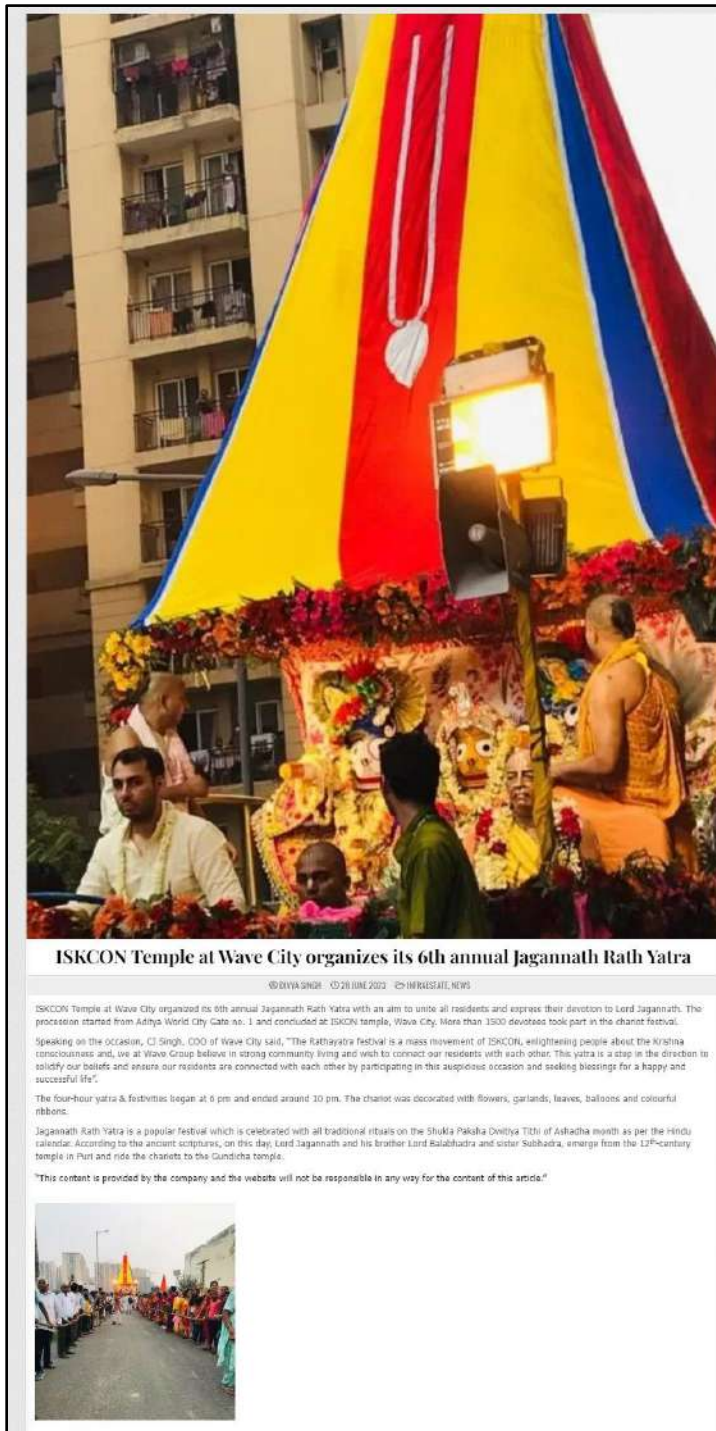 ISKCON Temple at Wave City organizes its 6th annual Jagannath Rath Yatra
DIVYA SINGH 28 JUNE 2023 INFRAESTATE, NEWS
ISKCON Temple at Wave City organized its 6th annual Jagannath Rath Yatra with an aim to unite all residents and express their devotion to Lord Jagannath. The
procession started from Aditya World City Gate no. 1 and concluded at ISKON temple, Wave City. More than 1500 devotees took part in the chariot festival.
Speaking on the occasion, CJ Singh, COO of Wave City said, "The Rathayatra festival is a mass movement of ISKCON, enlightening people about the Krishna
consciousness and, we at Wave Group believe in strong community living and wish to connect our residents with each other. This yatra is a step in the direction to
solidify our beliefs and ensure our residents are connected with each other by participating in this auspicious occasion and seeking blessings for a happy and
successful life".
The four-hour yatra & festivities began at 6 pm and ended around 10 pm. The chariot was decorated with flowers, garlands, leaves, balloons and colourful
ribbons.
Jagannath Rath Yatra is a popular festival which is celebrated with all traditional rituals on the Shukla Paksha Dwitiya Tithi of Ashadha month as per the Hindu
calendar. According to the ancient scriptures, on this day, Lord Jagannath and his brother Lord Balabhadra and sister Subhadra, emerge from the 12th-century
temple in Puri and ride the chariots to the Gundicha temple.
"This content is provided by the company and the website will not be responsible in any way for the content of this article."